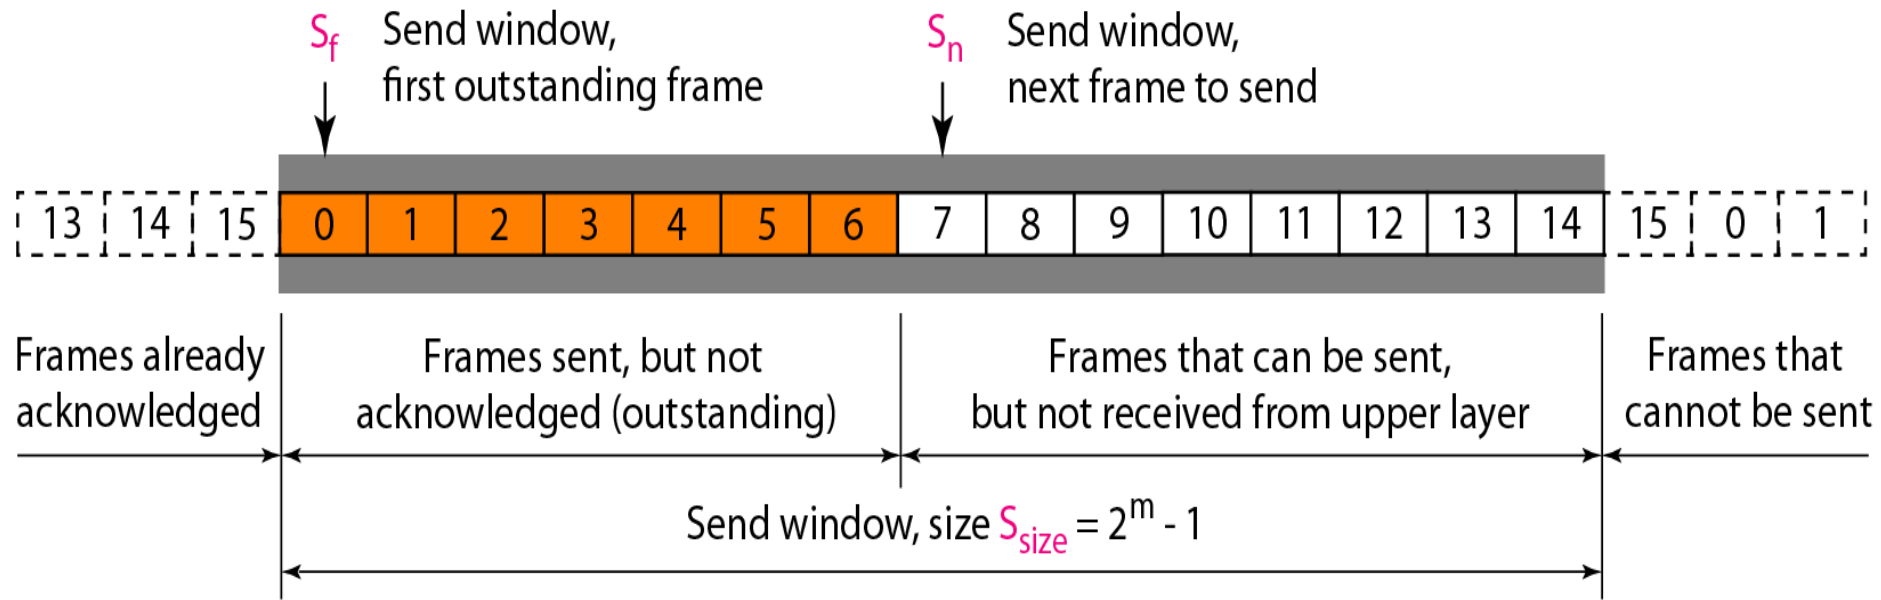 Sf Send window,
first outstanding frame
Sn Send window,
next frame to send
13 14 15 0 1 2 3 4 5 6 7 8 9 10 11 12 13 14 15 0 1
Frames already
acknowledged
Frames sent, but not
acknowledged (outstanding)
Frames that can be sent,
but not received from upper layer
Frames that
cannot be sent
Send window, size Ssize = 2^m - 1